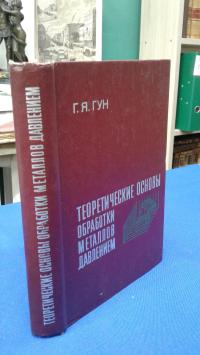 Г.Я.ГУН
ТЕОРЕТИЧЕСКИЕ ОСНОВЫ
ОБРАБОТКИ
МЕТАЛЛОВ
ДАВЛЕНИЕМ
ТЕОРЕТИЧЕСКИЕ ОСНОВЫ ОБРАБОТКИ МЕТАЛЛОВ ДАВЛЕНИЕМ